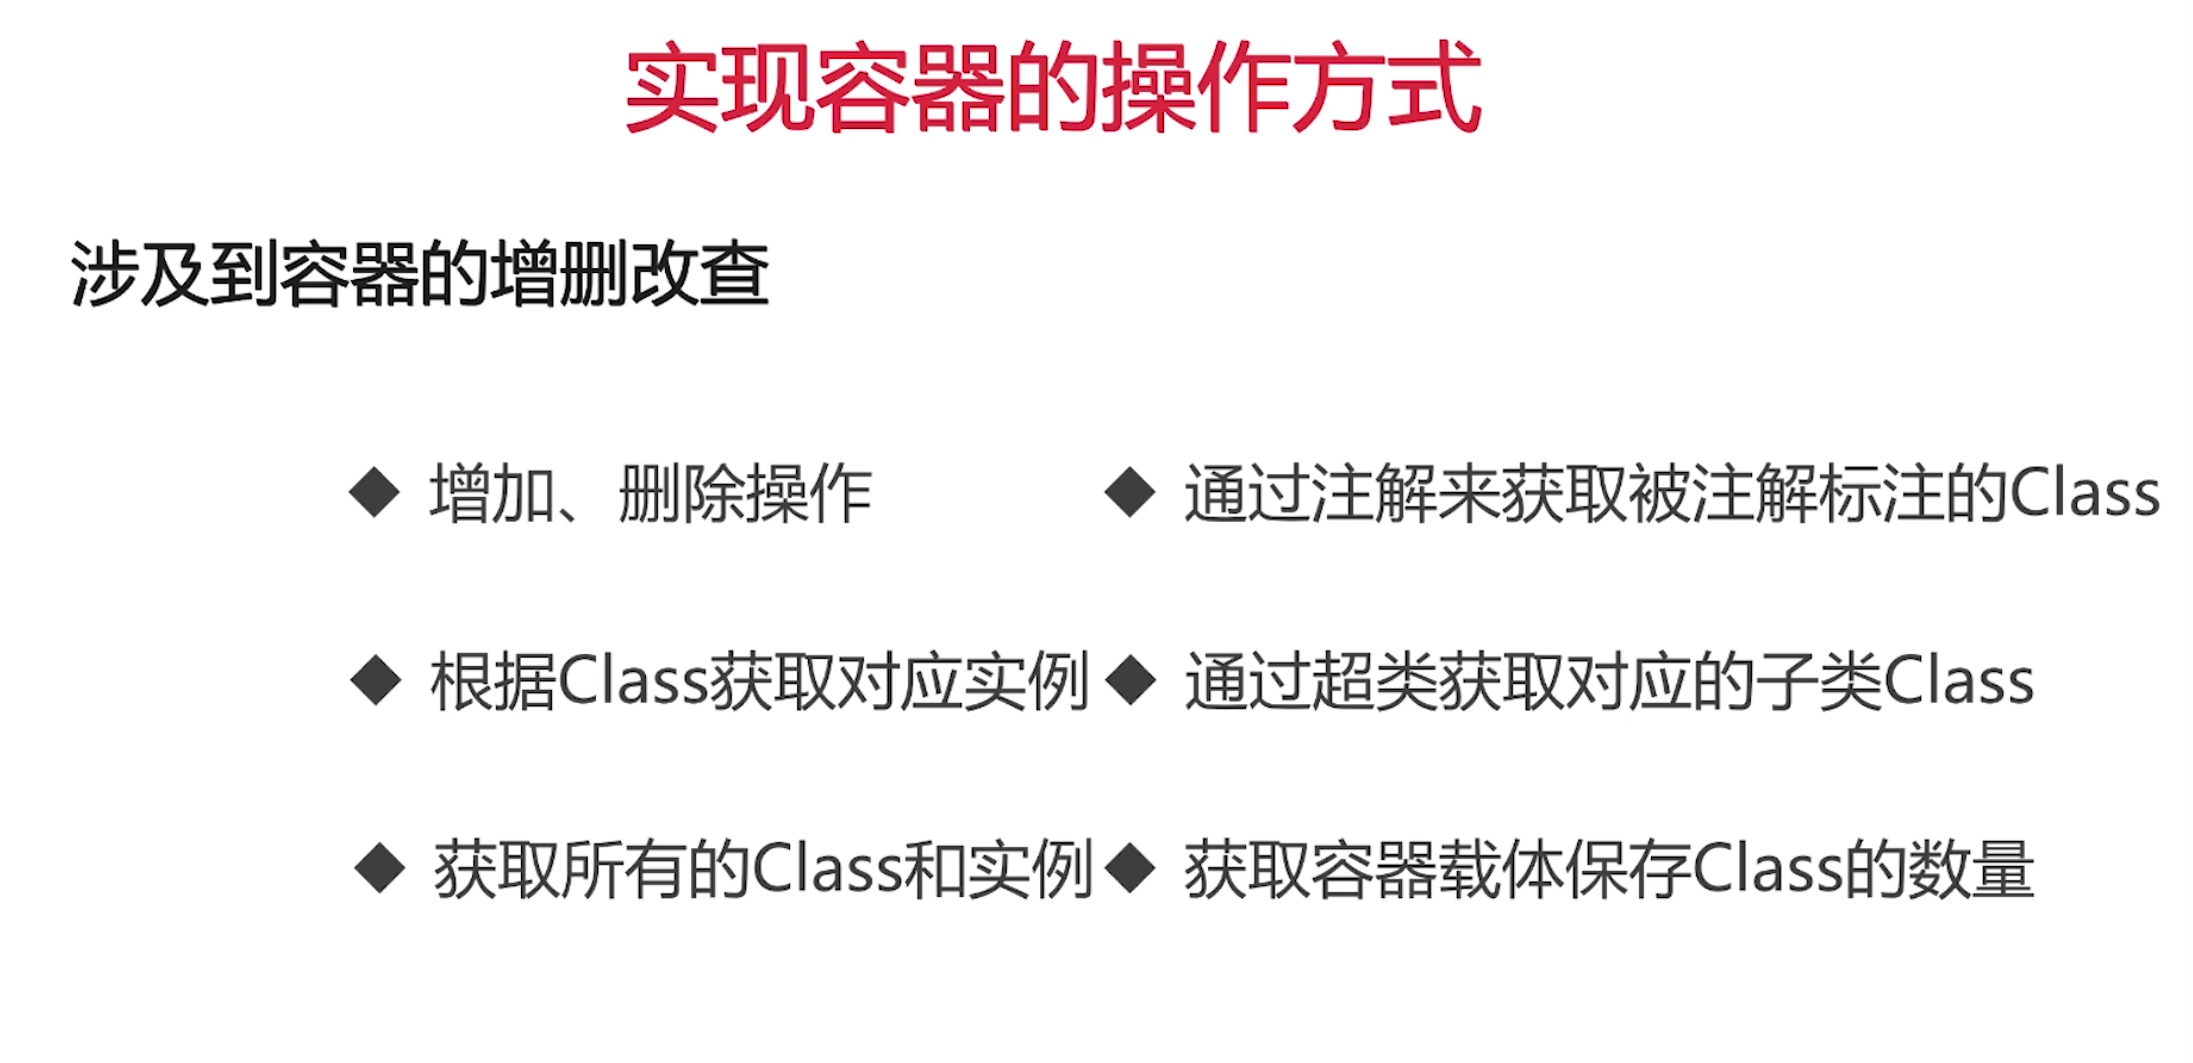 实现容器的操作方式
涉及到容器的增删改查
◆ 增加、删除操作
◆ 通过注解来获取被注解标注的Class
◆ 根据Class获取对应实例
◆ 通过超类获取对应的子类Class
◆ 获取所有的Class和实例
◆ 获取容器载体保存Class的数量